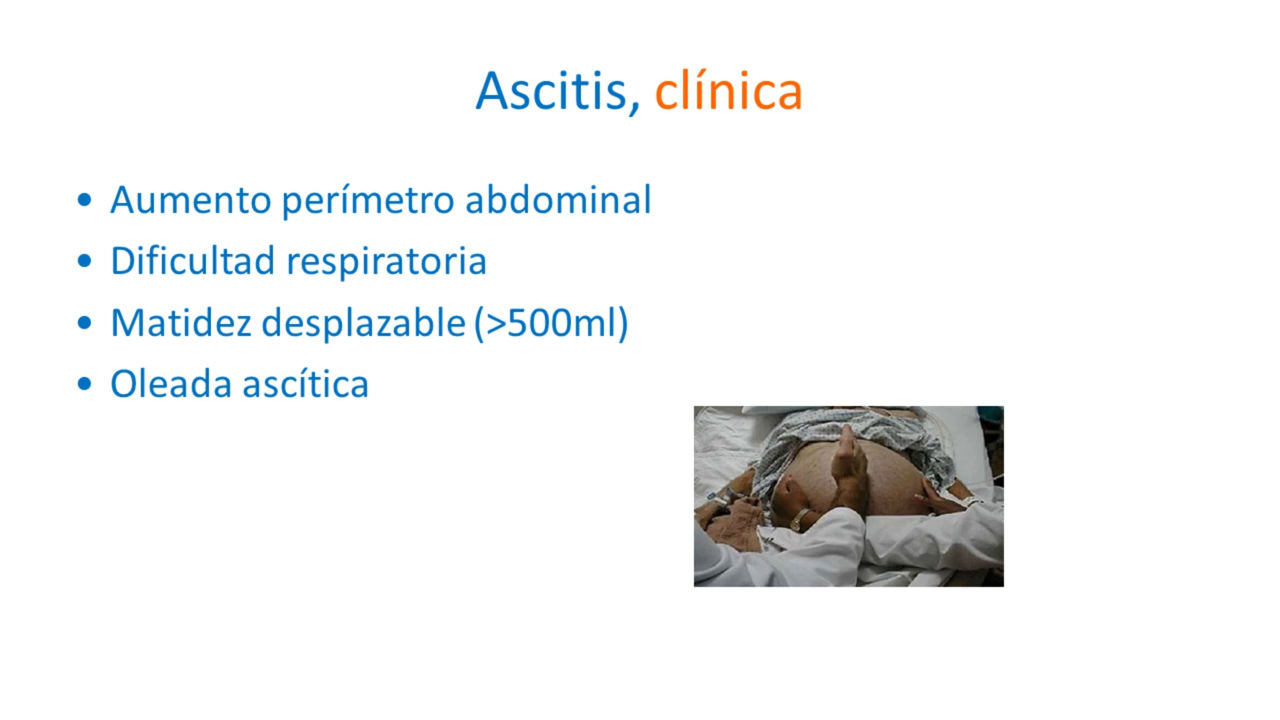 Ascitis, clínica
• Aumento perímetro abdominal
• Dificultad respiratoria
• Matidez desplazable (>500ml)
• Oleada ascítica